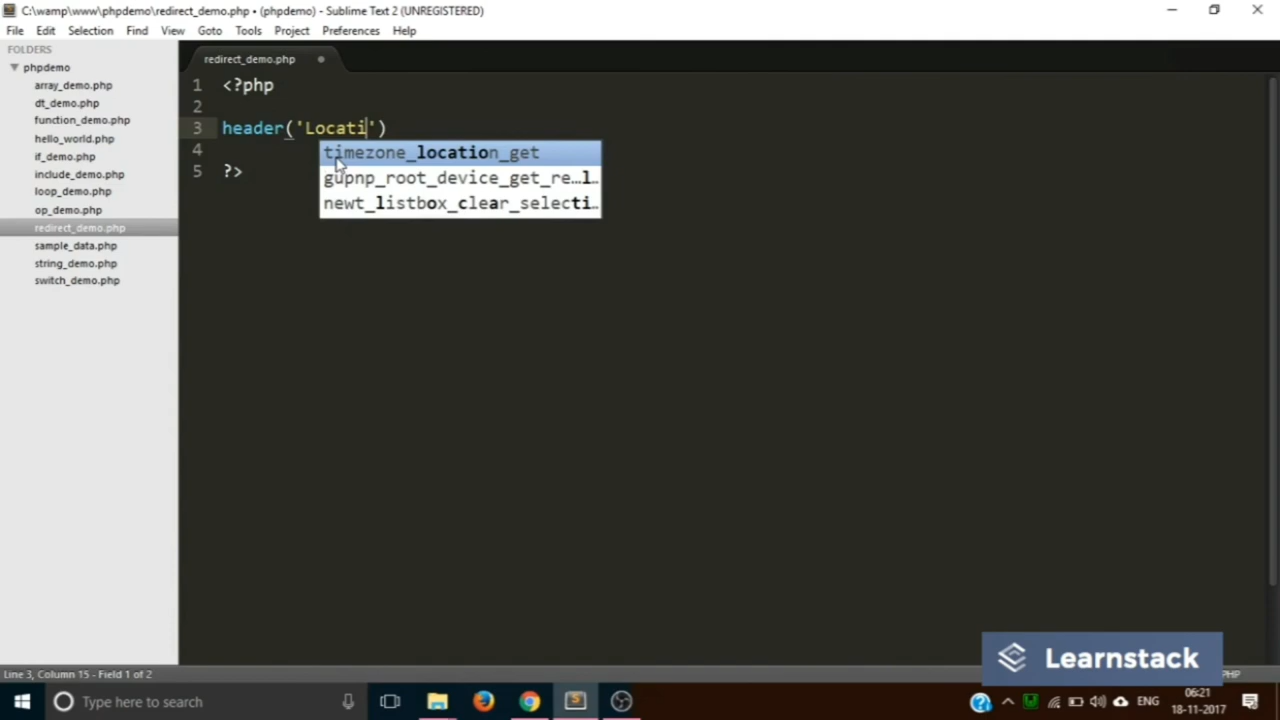 C:\wamp\www\phpdemo\redirect_demo.php • (phpdemo) - Sublime Text 2 (UNREGISTERED)
File Edit Selection Find View Goto Tools Project Preferences Help
FOLDERS
phpdemo
array_demo.php
dt_demo.php
function_demo.php
hello_world.php
if_demo.php
include_demo.php
loop_demo.php
op_demo.php
redirect_demo.php
sample_data.php
string_demo.php
switch_demo.php
redirect_demo.php
1 <?php
2
3 header('Locati')
4
5 ?>
timezone_location_get
gupnp_root_device_get_re…l..
newt_listbox_clear_selecti..
Learnstack
Line 3, Column 15 - Field 1 of 2
PHP
Type here to search
ENG
06:21
18-11-2017